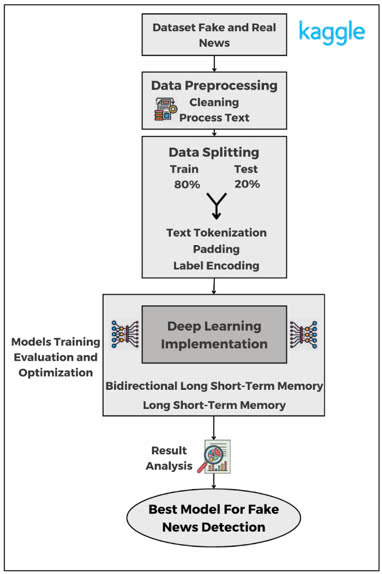 Dataset Fake and Real
News
kaggle
Data Preprocessing
Cleaning
Process Text
Data Splitting
Train Test
80% 20%
Text Tokenization
Padding
Label Encoding
Models Training
Evaluation and
Optimization
Deep Learning
Implementation
Bidirectional Long Short-Term Memory
Long Short-Term Memory
Result
Analysis
Best Model For Fake
News Detection